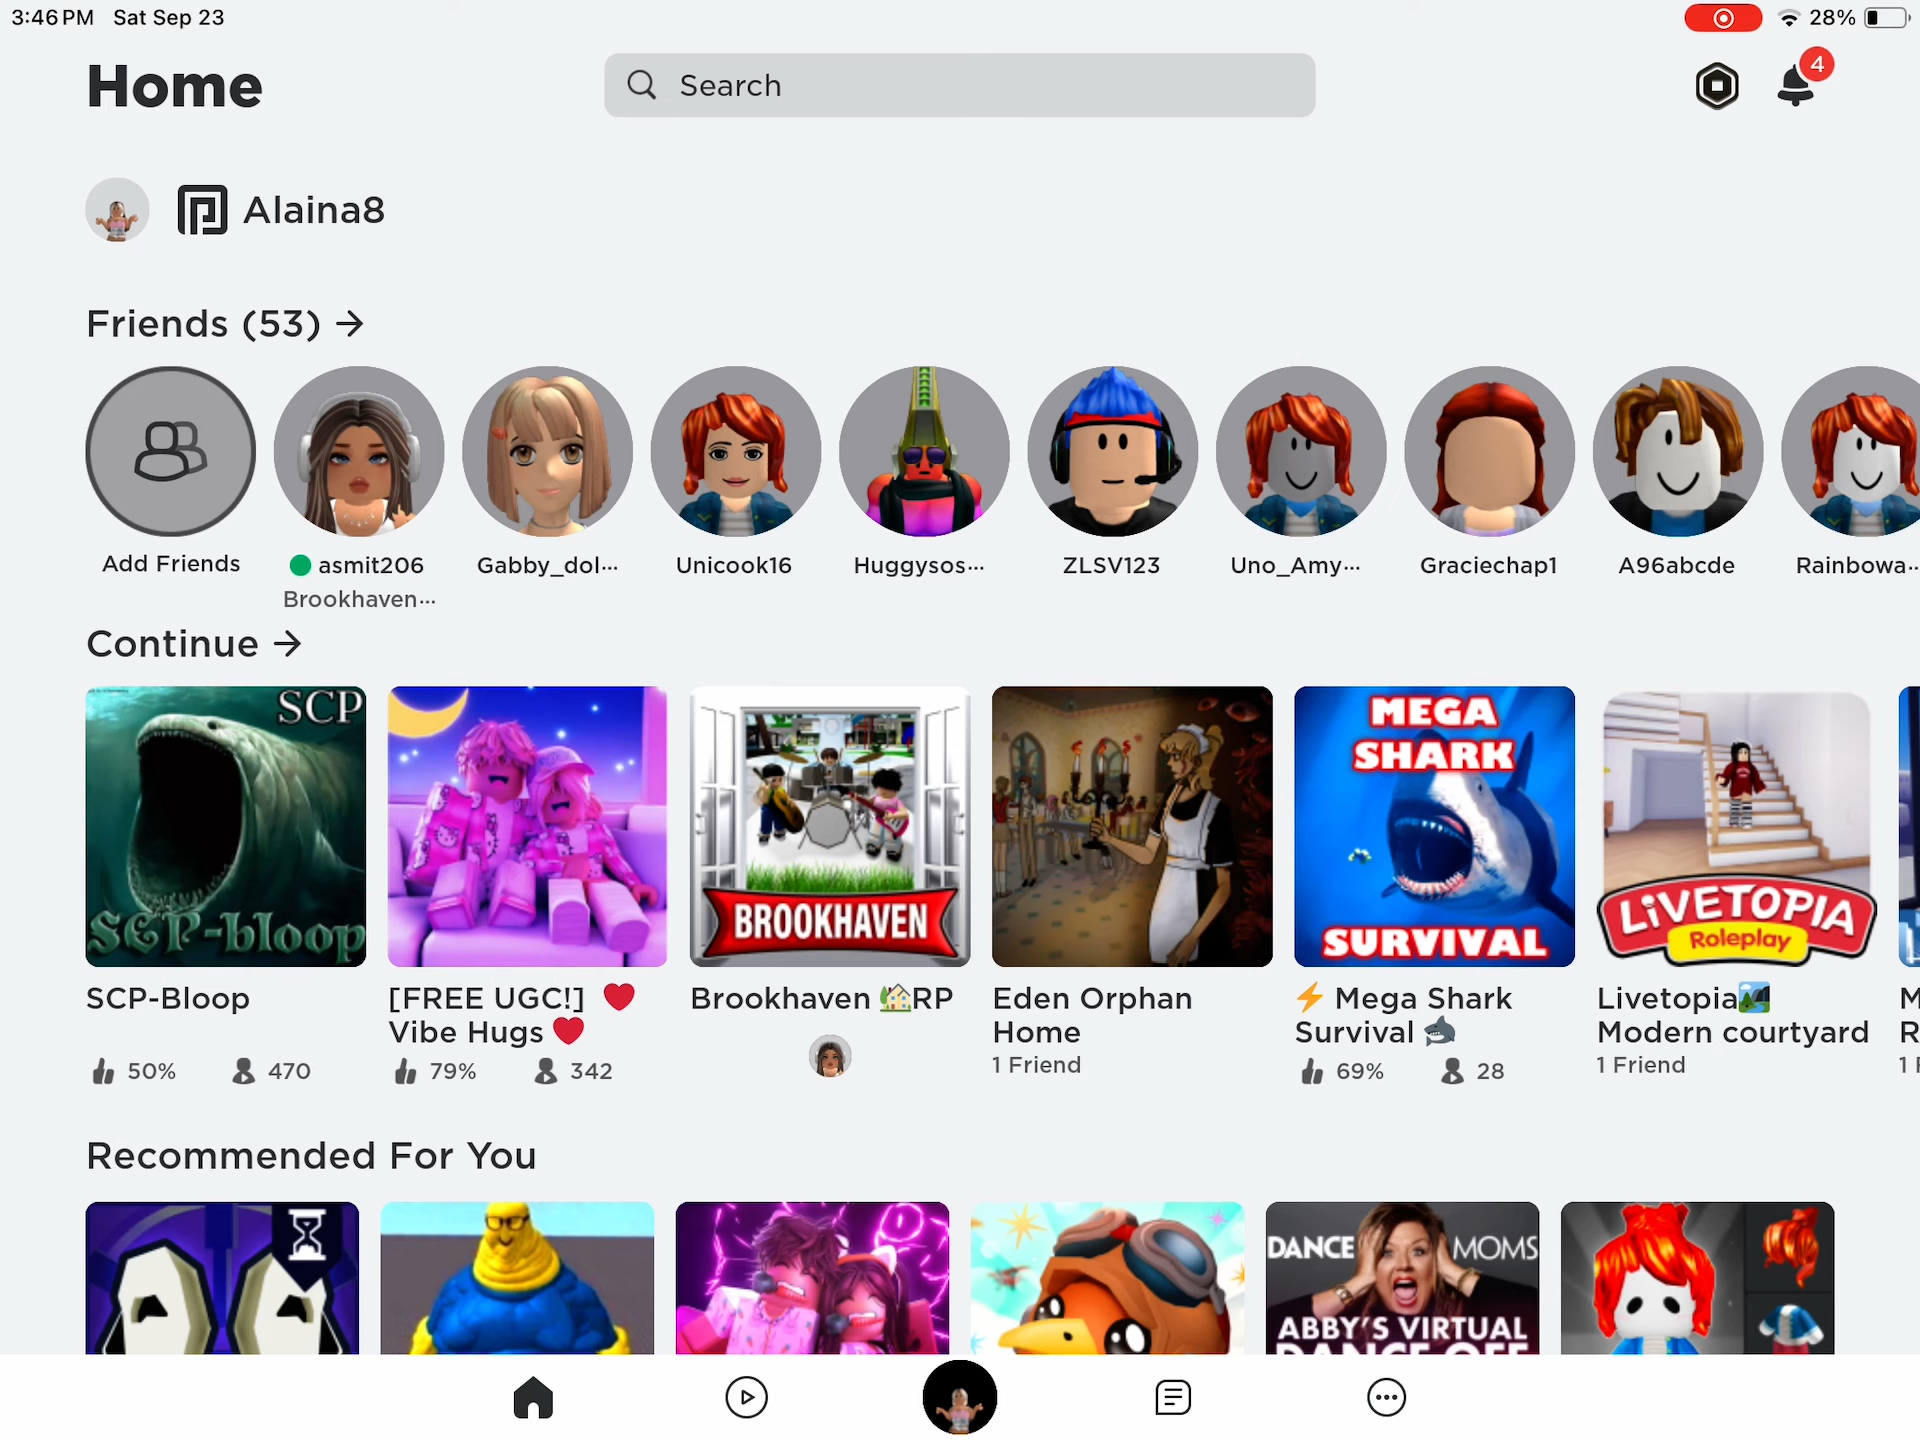 3:46 PM Sat Sep 23
28%
Home
Search
4
Alaina8
Friends (53) →
Add Friends
asmit206
Gabby_dol...
Unicook16
Huggysos...
ZLSV123
Uno_Amy...
Graciechap1
A96abcde
Rainbowa..
Brookhaven...
Continue →
SCP
SCP-bloop
BROOKHAVEN
MEGA
SHARK
SURVIVAL
LiVETOPIA
Roleplay
SCP-Bloop
[FREE UGC!] ❤️
Vibe Hugs ❤️
Brookhaven 🏡RP
Eden Orphan
Home
⚡ Mega Shark
Survival 🦈
Livetopia🏞️
Modern courtyard
M
R
50% 470
79% 342
1 Friend
69% 28
1 Friend
1 F
Recommended For You
DANCE MOMS
ABBY'S VIRTUAL
DANCE OFF